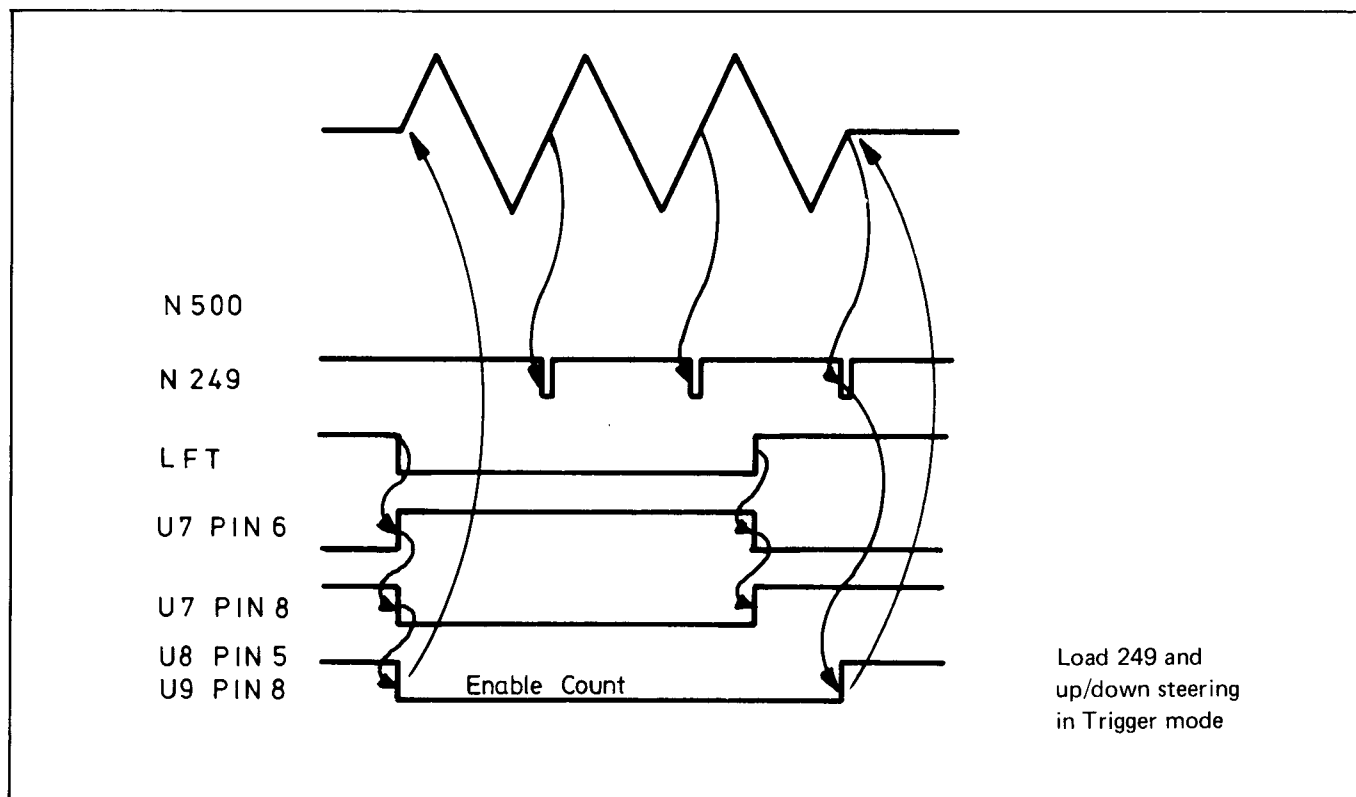 N 500
N 249
LFT
U7 PIN 6
U7 PIN 8
U8 PIN 5
U9 PIN 8
Enable Count
Load 249 and
up/down steering
in Trigger mode